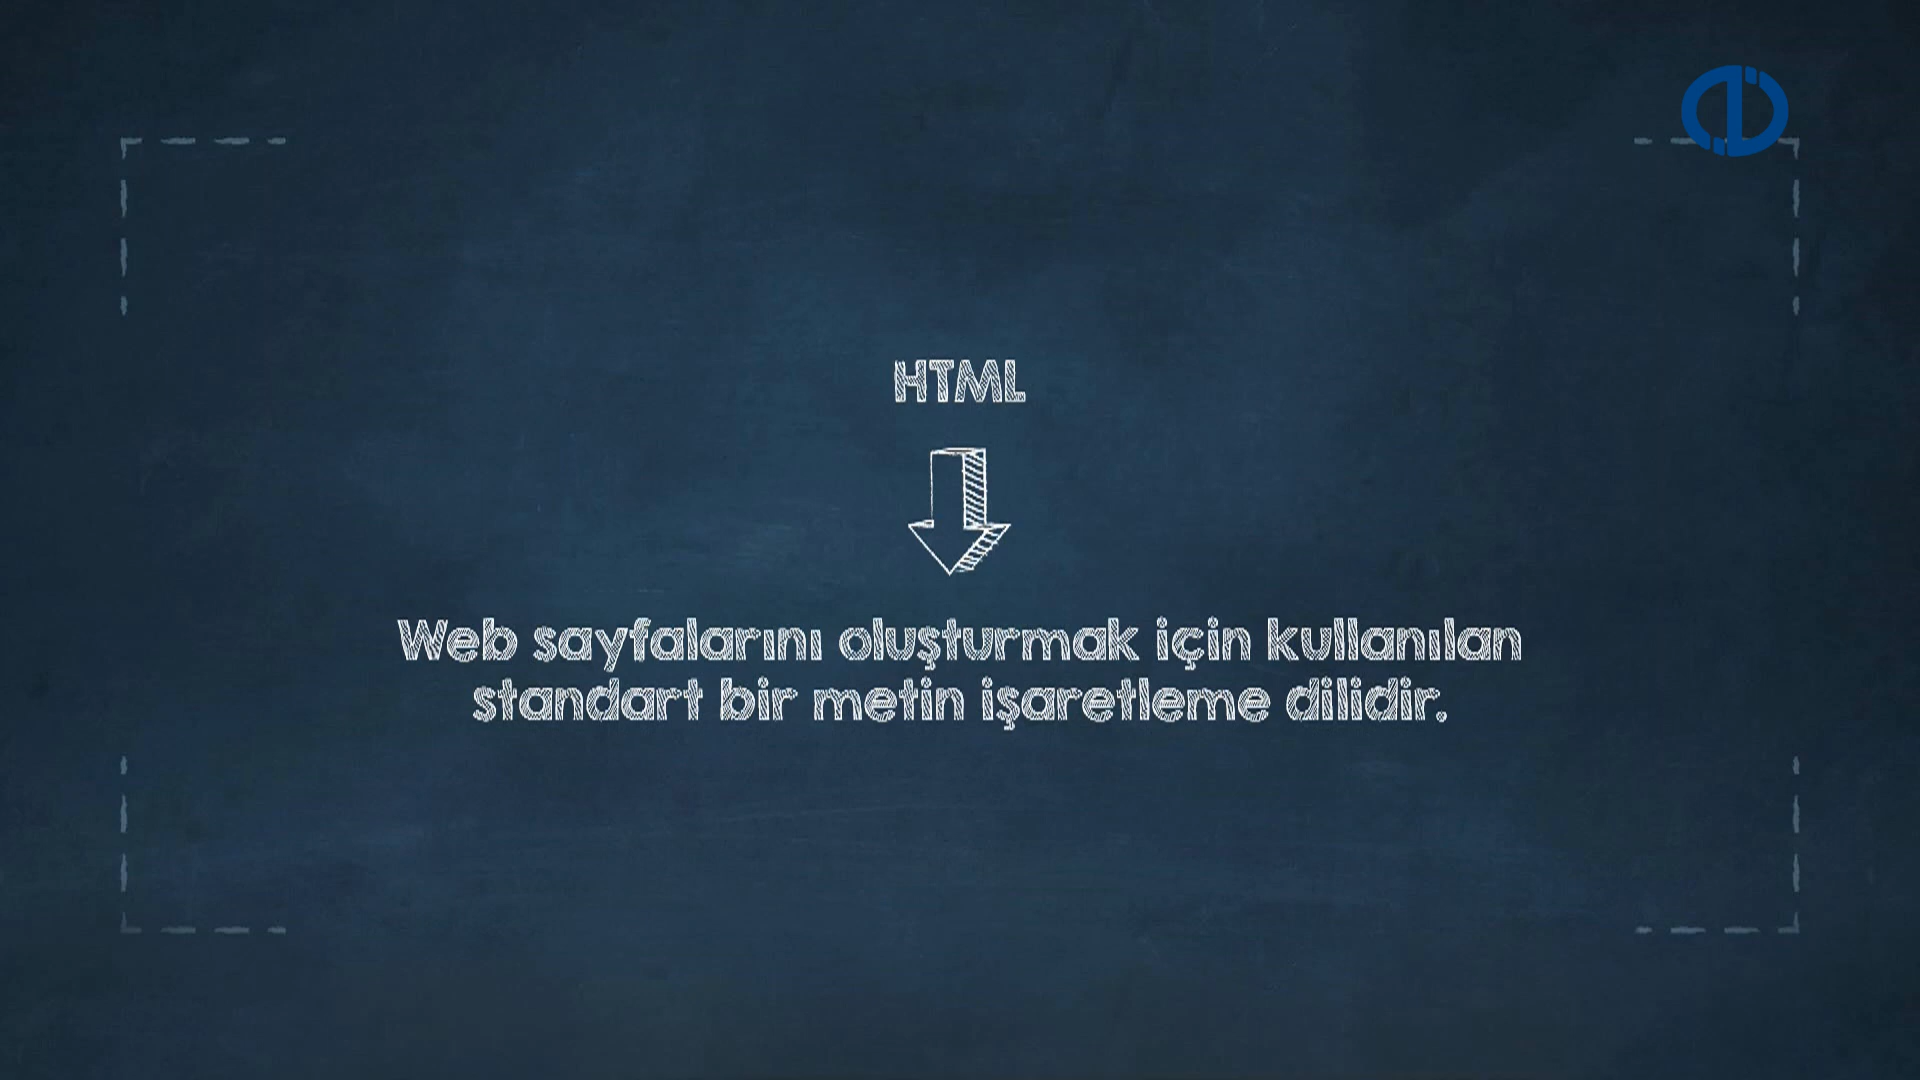 HTML
Web sayfalarını oluşturmak için kullanılan
standart bir metin işaretleme dilidir.